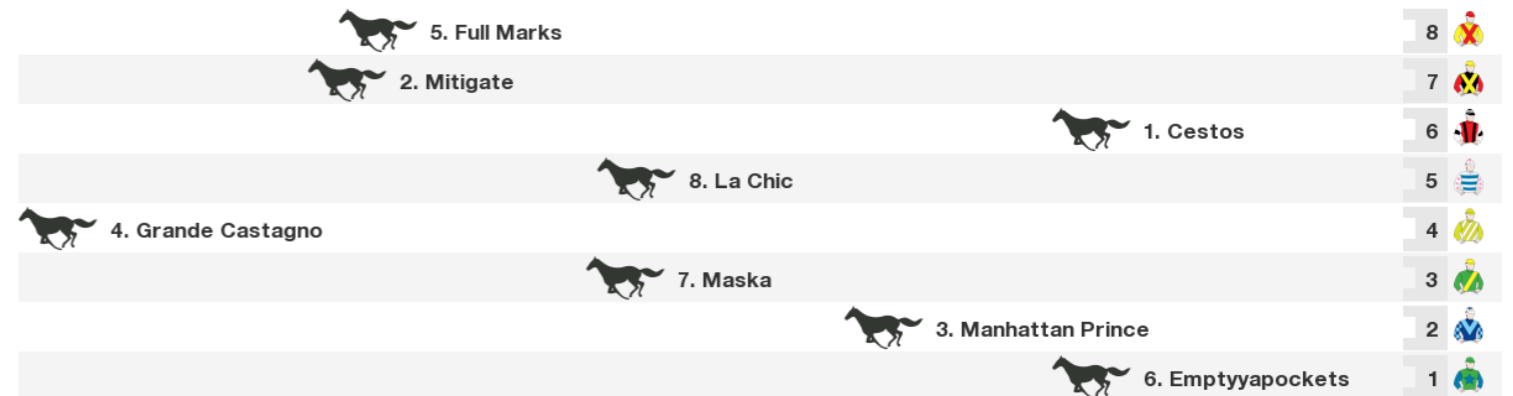 5. Full Marks 8
2. Mitigate 7
1. Cestos 6
8. La Chic 5
4. Grande Castagno 4
7. Maska 3
3. Manhattan Prince 2
6. Emptyyapockets 1